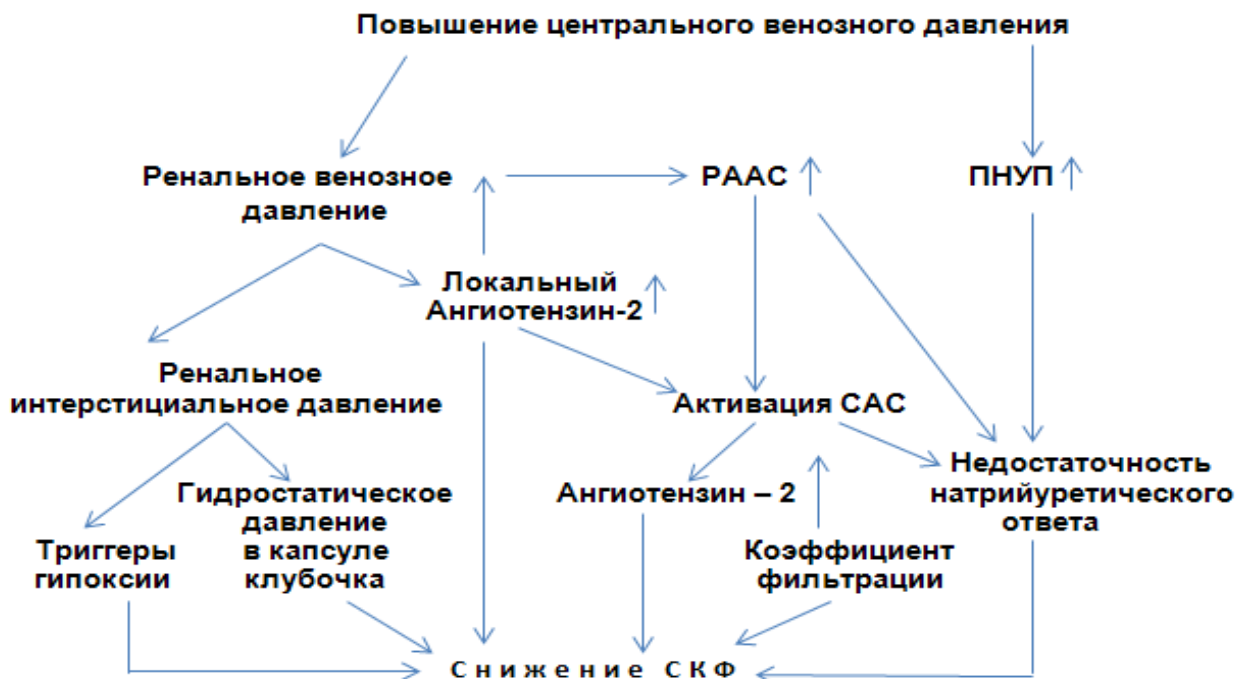 Повышение центрального венозного давления
Ренальное венозное
давление
РААС
ПНУП
Локальный
Ангиотензин-2
Ренальное
интерстициальное давление
Активация САС
Гидростатическое
давление
в капсуле
клубочка
Ангиотензин – 2
Недостаточность
натрийуретического
ответа
Триггеры
гипоксии
Коэффициент
фильтрации
Снижение СКФ